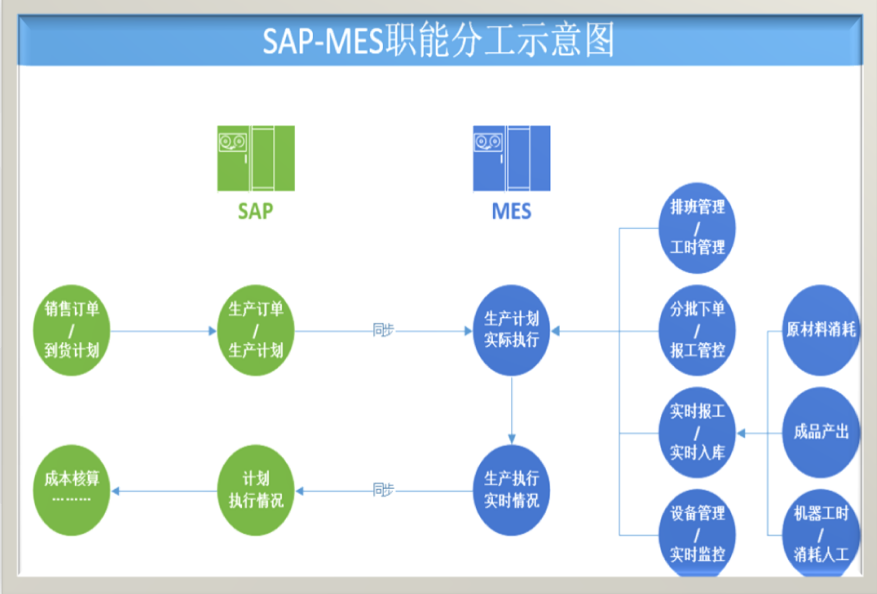 SAP-MES职能分工示意图
SAP
MES
排班管理
/
工时管理
销售订单
/
到货计划
生产订单
/
生产计划
同步
生产计划
实际执行
分批下单
/
报工管控
原材料消耗
实时报工
/
实时入库
成品产出
成本核算
………
计划
执行情况
同步
生产执行
实时情况
设备管理
/
实时监控
机器工时
/
消耗人工